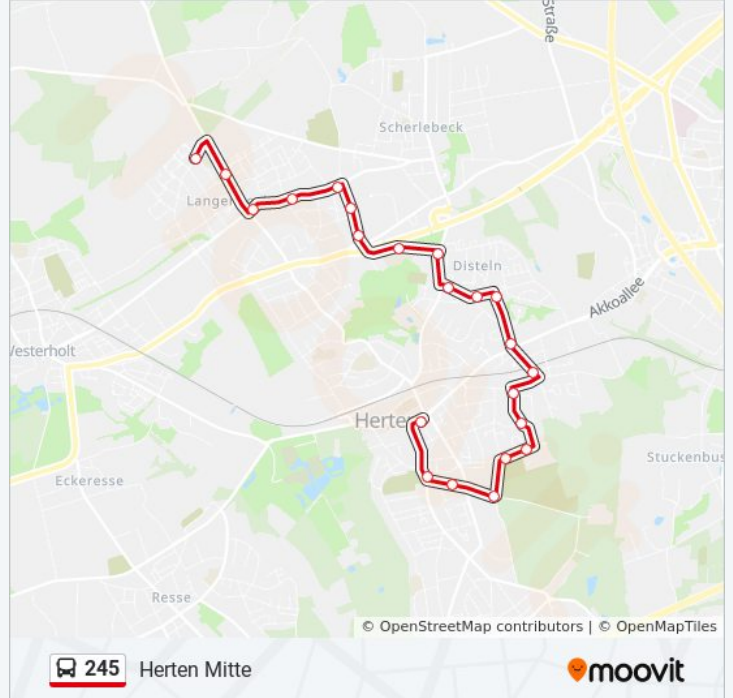 Straße
Scherlebeck
Langen
Disteln
Akkoallee
Westerholt
Herten
Stuckenbus
Eckeresse
Resse
© OpenStreetMap contributors | © OpenMapTiles
245 Herten Mitte
moovit